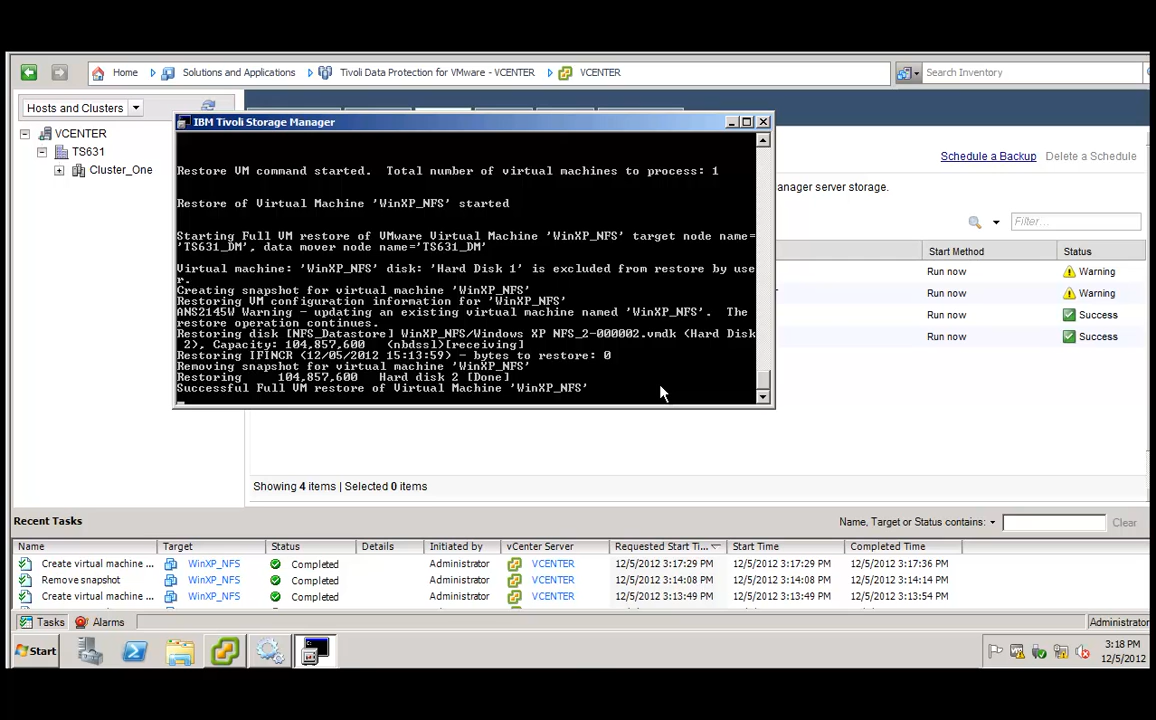 Home
Solutions and Applications
Tivoli Data Protection for VMware - VCENTER
VCENTER
Search Inventory
Hosts and Clusters
VCENTER
TS631
Cluster_One
IBM Tivoli Storage Manager
Restore VM command started.  Total number of virtual machines to process: 1
Restore of Virtual Machine 'WinXP_NFS' started
Starting Full VM restore of VMware Virtual Machine 'WinXP_NFS' target node name=
'TS631_DM', data mover node name='TS631_DM'
Virtual machine: 'WinXP_NFS' disk: 'Hard Disk 1' is excluded from restore by use
r.
Creating snapshot for virtual machine 'WinXP_NFS'
Restoring VM configuration information for 'WinXP_NFS'
ANS2145W Warning - updating an existing virtual machine named 'WinXP_NFS'.  The
restore operation continues.
Restoring disk [NFS_Datastore] WinXP_NFS/Windows XP NFS_2-000002.vmdk (Hard Disk
2), Capacity: 104,857,600   (nbdssl)[receiving]
Restoring IFINCR (12/05/2012 15:13:59) - bytes to restore: 0
Removing snapshot for virtual machine 'WinXP_NFS'
Restoring     104,857,600   Hard disk 2 [Done]
Successful Full VM restore of Virtual Machine 'WinXP_NFS'
Schedule a Backup Delete a Schedule
anager server storage.
Filter...
Start Method Status
Run now Warning
Run now Warning
Run now Success
Run now Success
Showing 4 items | Selected 0 items
Recent Tasks
Name, Target or Status contains:
Clear
Name Target Status Details Initiated by vCenter Server Requested Start Ti... Start Time Completed Time
Create virtual machine ... WinXP_NFS Completed Administrator VCENTER 12/5/2012 3:17:29 PM 12/5/2012 3:17:29 PM 12/5/2012 3:17:36 PM
Remove snapshot WinXP_NFS Completed Administrator VCENTER 12/5/2012 3:14:08 PM 12/5/2012 3:14:08 PM 12/5/2012 3:14:14 PM
Create virtual machine ... WinXP_NFS Completed Administrator VCENTER 12/5/2012 3:13:49 PM 12/5/2012 3:13:49 PM 12/5/2012 3:13:54 PM
Tasks Alarms
Administrator
Start
3:18 PM
12/5/2012